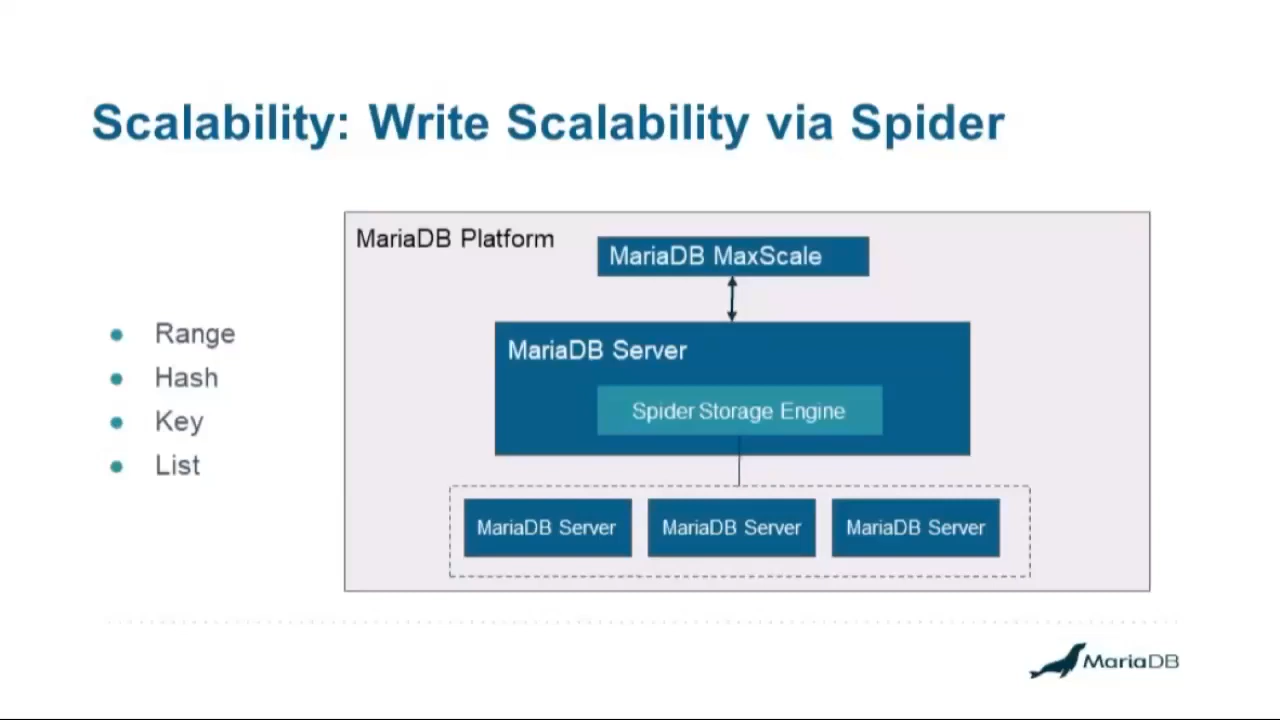 Scalability: Write Scalability via Spider
Range
Hash
Key
List
MariaDB Platform
MariaDB MaxScale
MariaDB Server
Spider Storage Engine
MariaDB Server
MariaDB Server
MariaDB Server
MariaDB